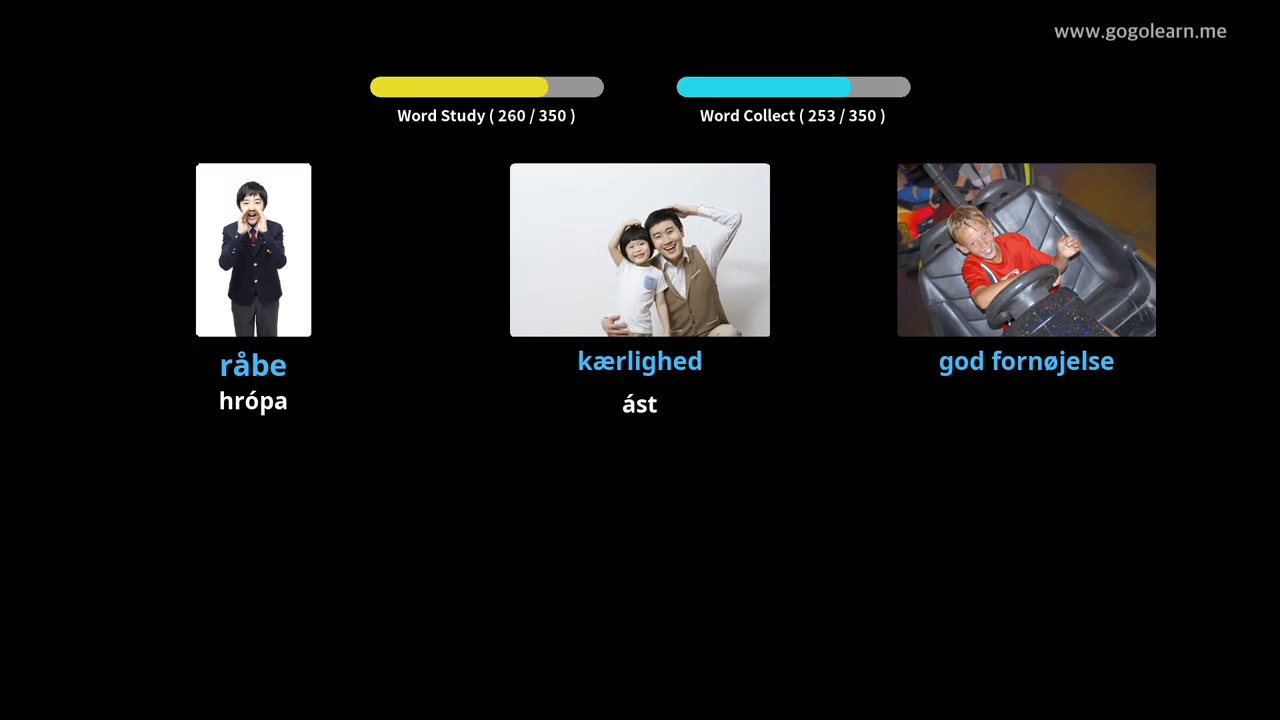 www.gogolearn.me
Word Study ( 260 / 350 )
Word Collect ( 253 / 350 )
råbe
kærlighed
god fornøjelse
hrópa
ást